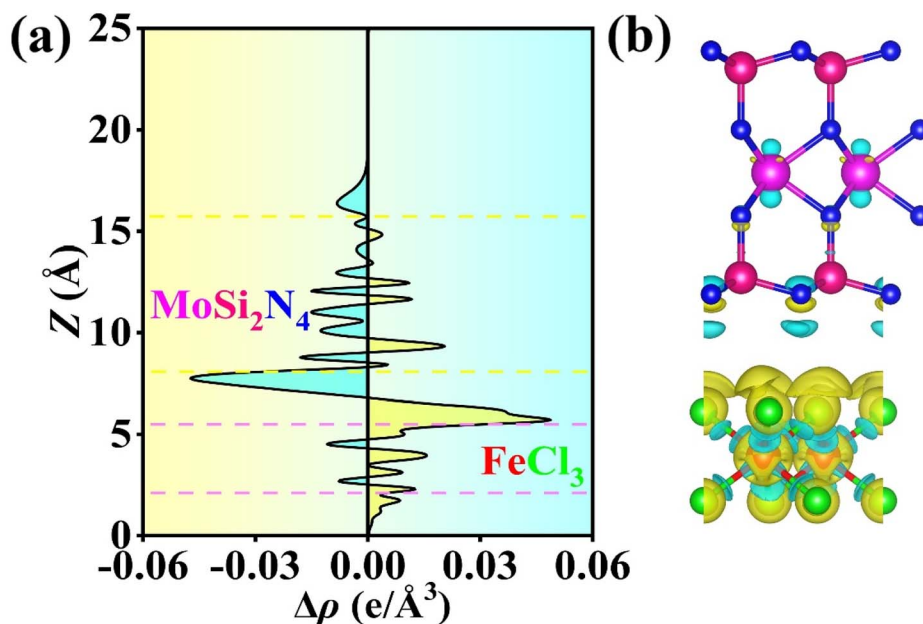 (a)
(b)
25
20
15
10
5
0
Z (Å)
MoSi₂N₄
FeCl₃
-0.06 -0.03 0.00 0.03 0.06
Δρ (e/Å³)